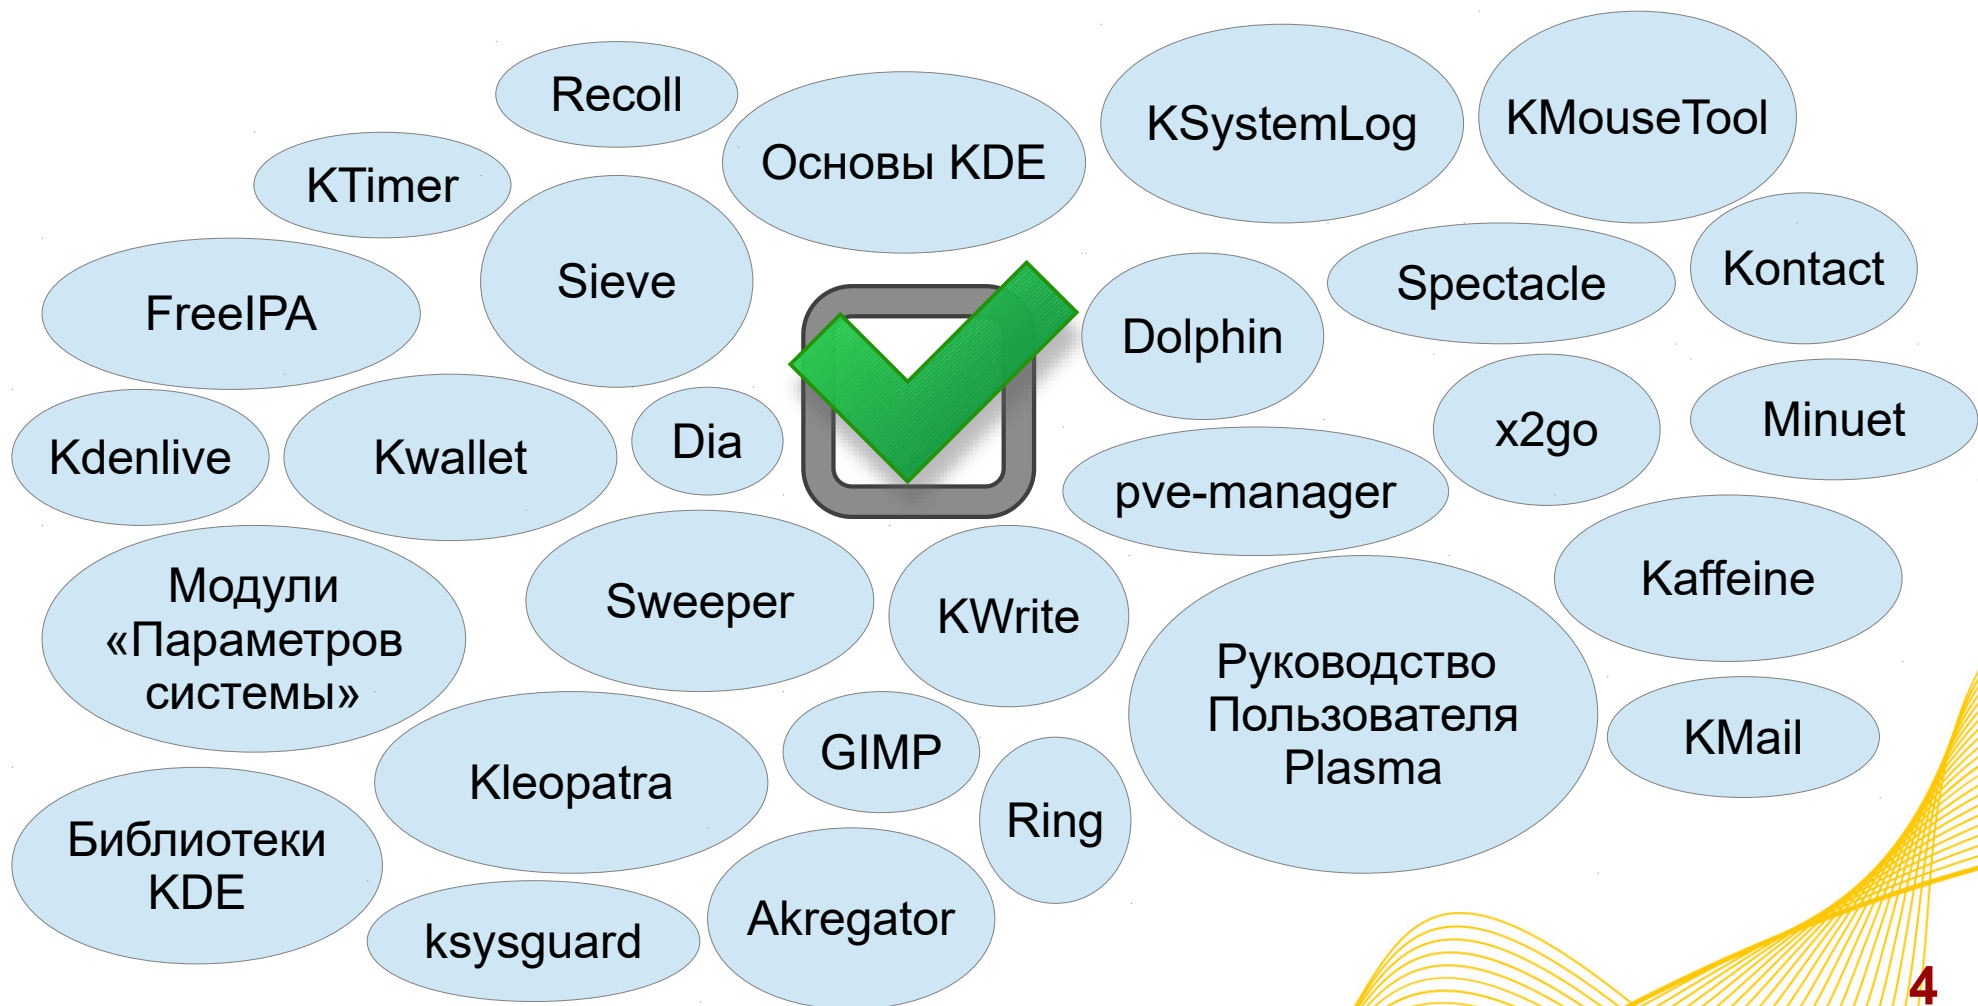 Recoll
KSystemLog
KMouseTool
Основы KDE
KTimer
Sieve
Spectacle
Kontact
FreeIPA
Dolphin
Kdenlive
Kwallet
Dia
x2go
Minuet
pve-manager
Модули
«Параметров
системы»
Sweeper
KWrite
Kaffeine
Руководство
Пользователя
Plasma
Kleopatra
GIMP
KMail
Ring
Библиотеки
KDE
ksysguard
Akregator
4